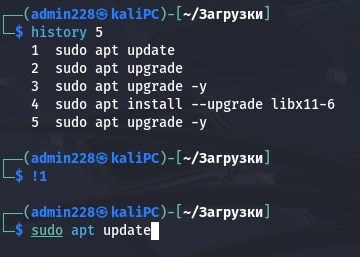 ┌──(admin228㉿kaliPC)-[~/Загрузки]
└─$ history 5
1 sudo apt update
2 sudo apt upgrade
3 sudo apt upgrade -y
4 sudo apt install --upgrade libx11-6
5 sudo apt upgrade -y
┌──(admin228㉿kaliPC)-[~/Загрузки]
└─$ !1
┌──(admin228㉿kaliPC)-[~/Загрузки]
└─$ sudo apt update